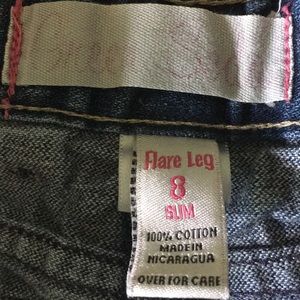 Flare Leg
8
SLIM
100% COTTON
MADE IN
NICARAGUA
OVER FOR CARE